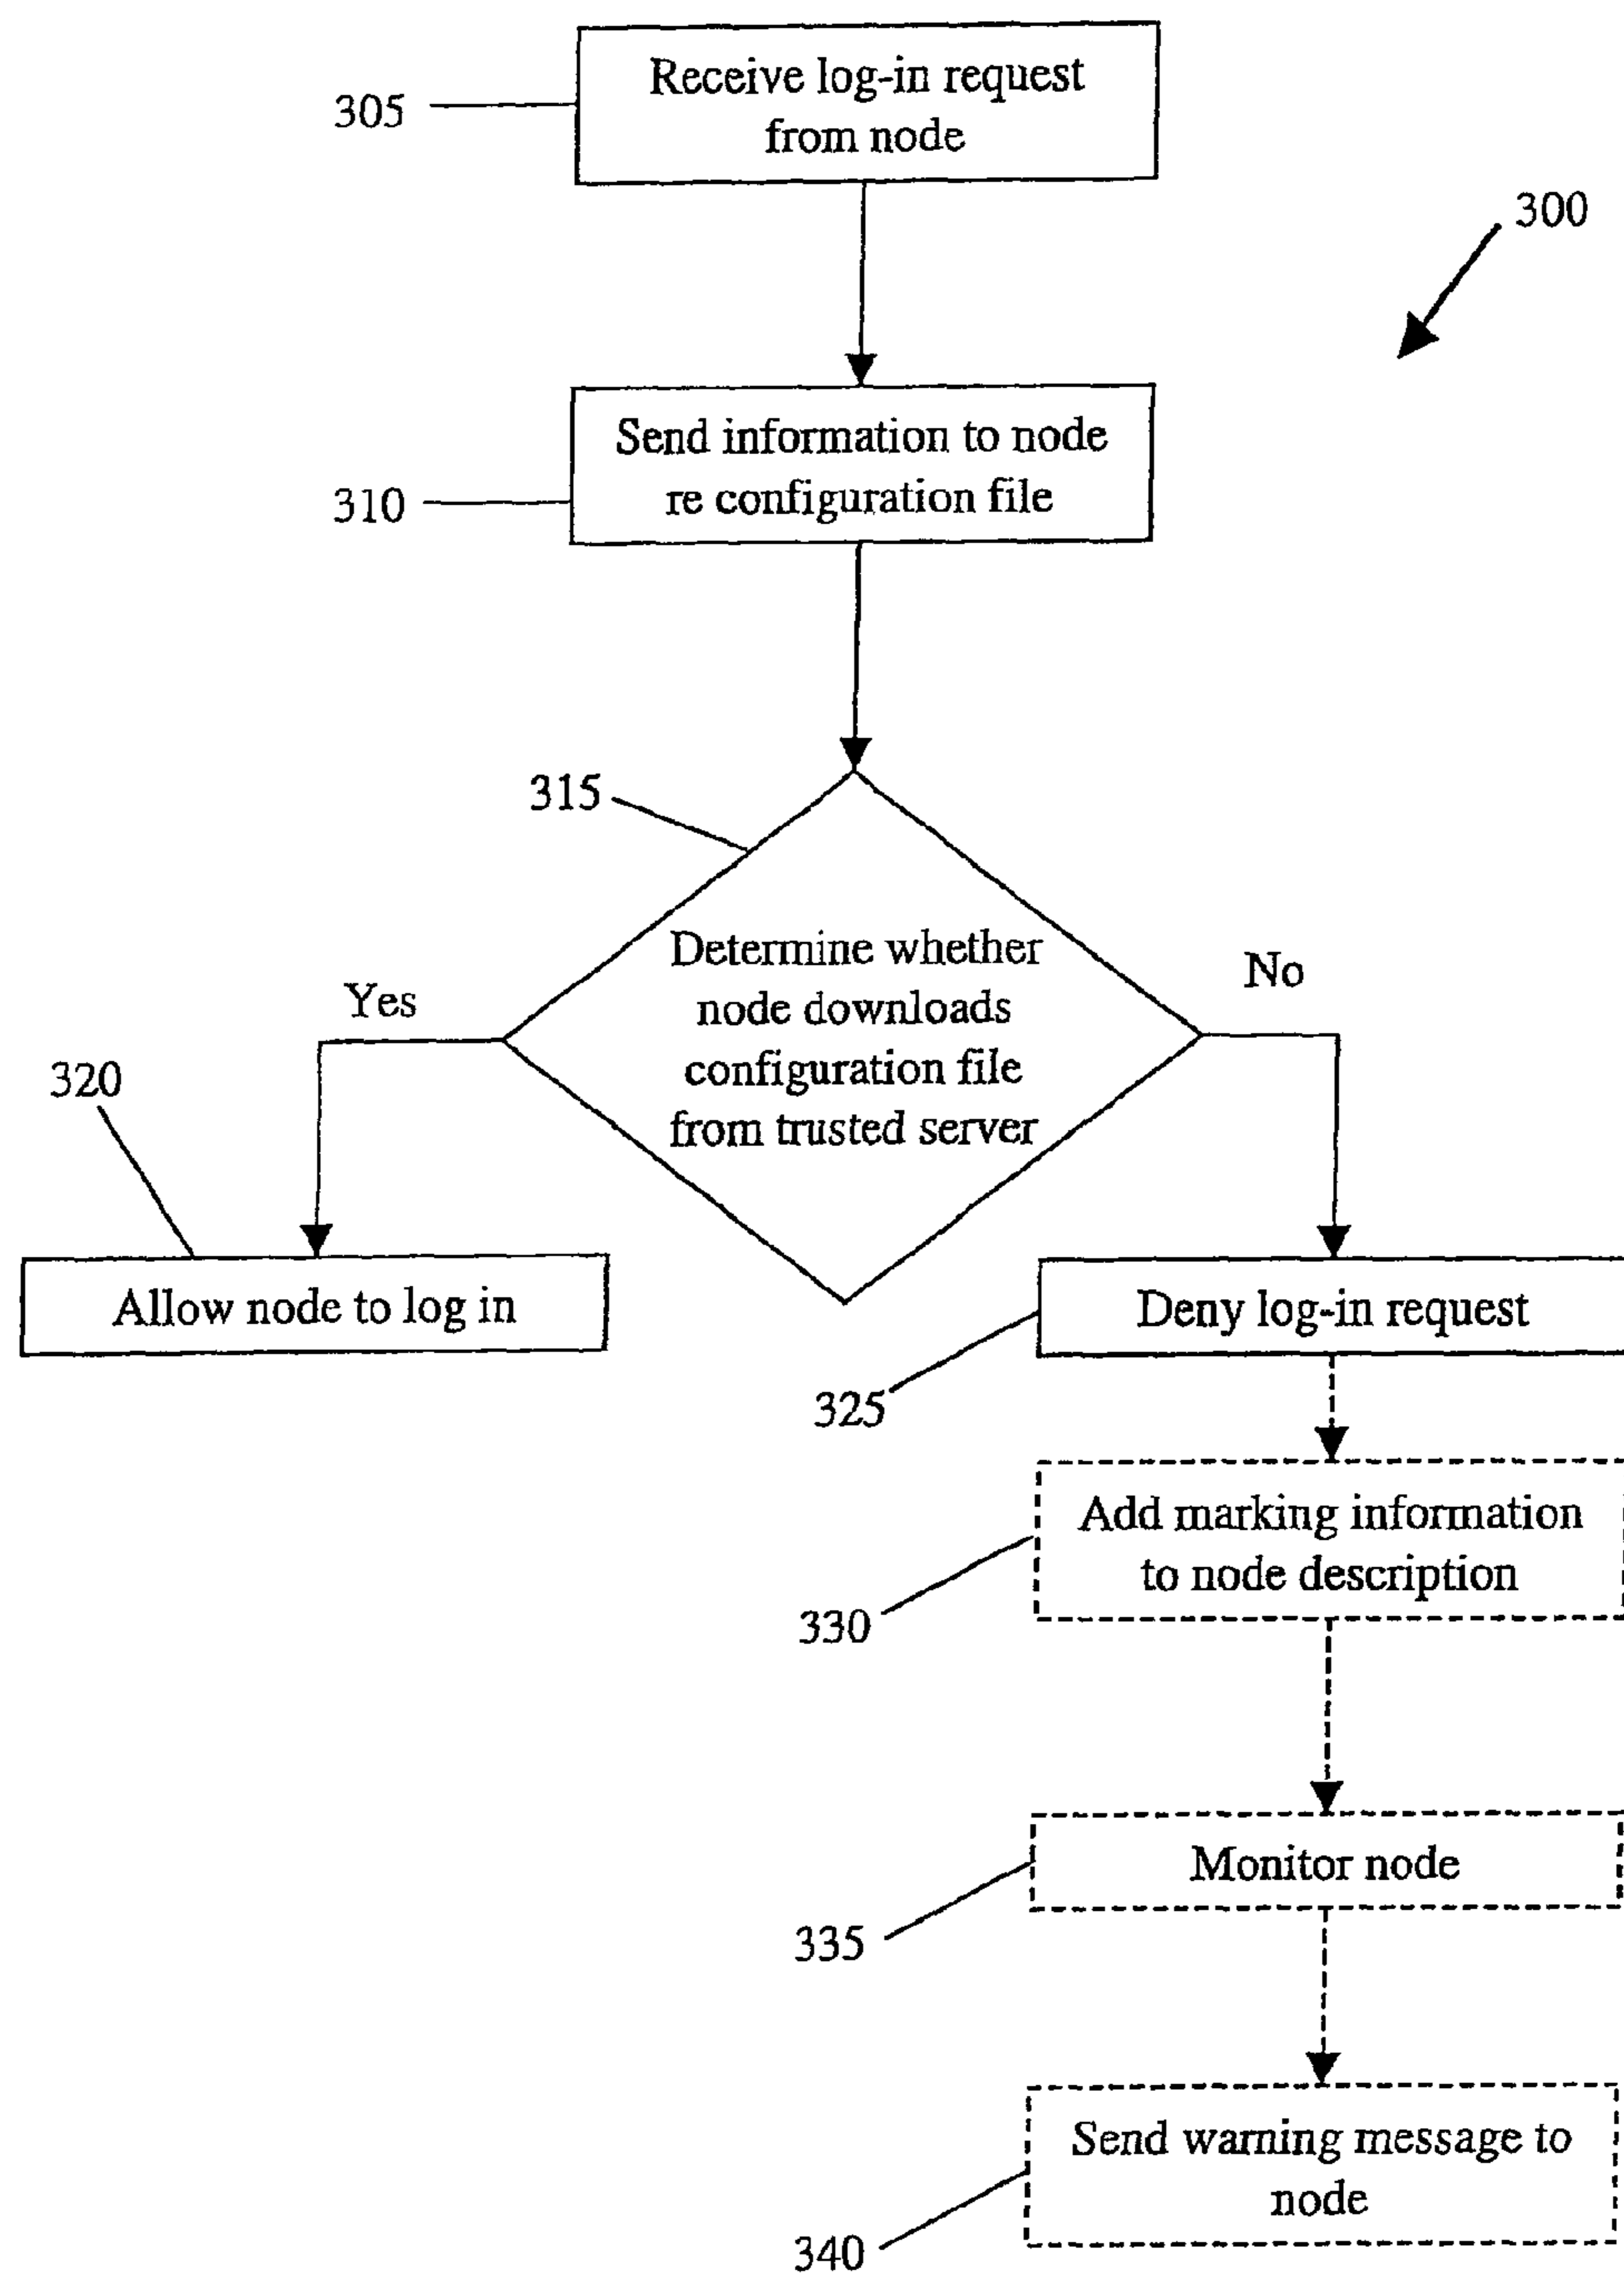 Receive log-in request
from node
305
300
Send information to node
re configuration file
310
315
Determine whether
node downloads
configuration file
from trusted server
Yes
No
320
Allow node to log in
Deny log-in request
325
Add marking information
to node description
330
Monitor node
335
Send warning message to
node
340